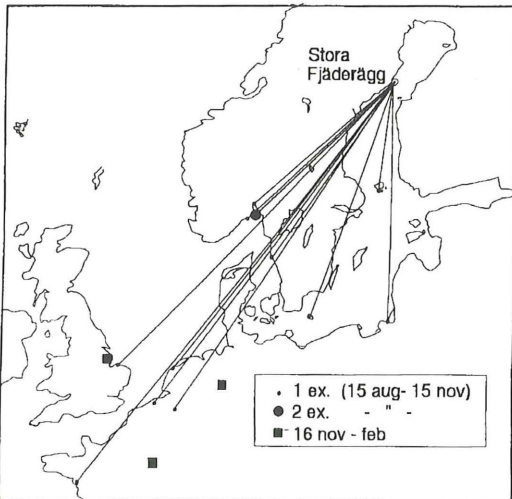 Stora
Fjäderägg
1 ex. (15 aug- 15 nov)
2 ex. - " -
16 nov - feb